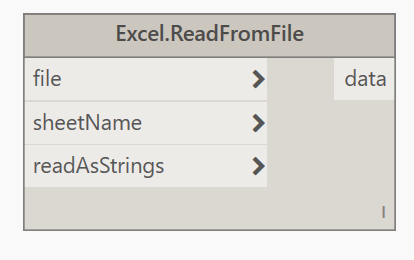 Excel.ReadFromFile
file
data
sheetName
readAsStrings
l